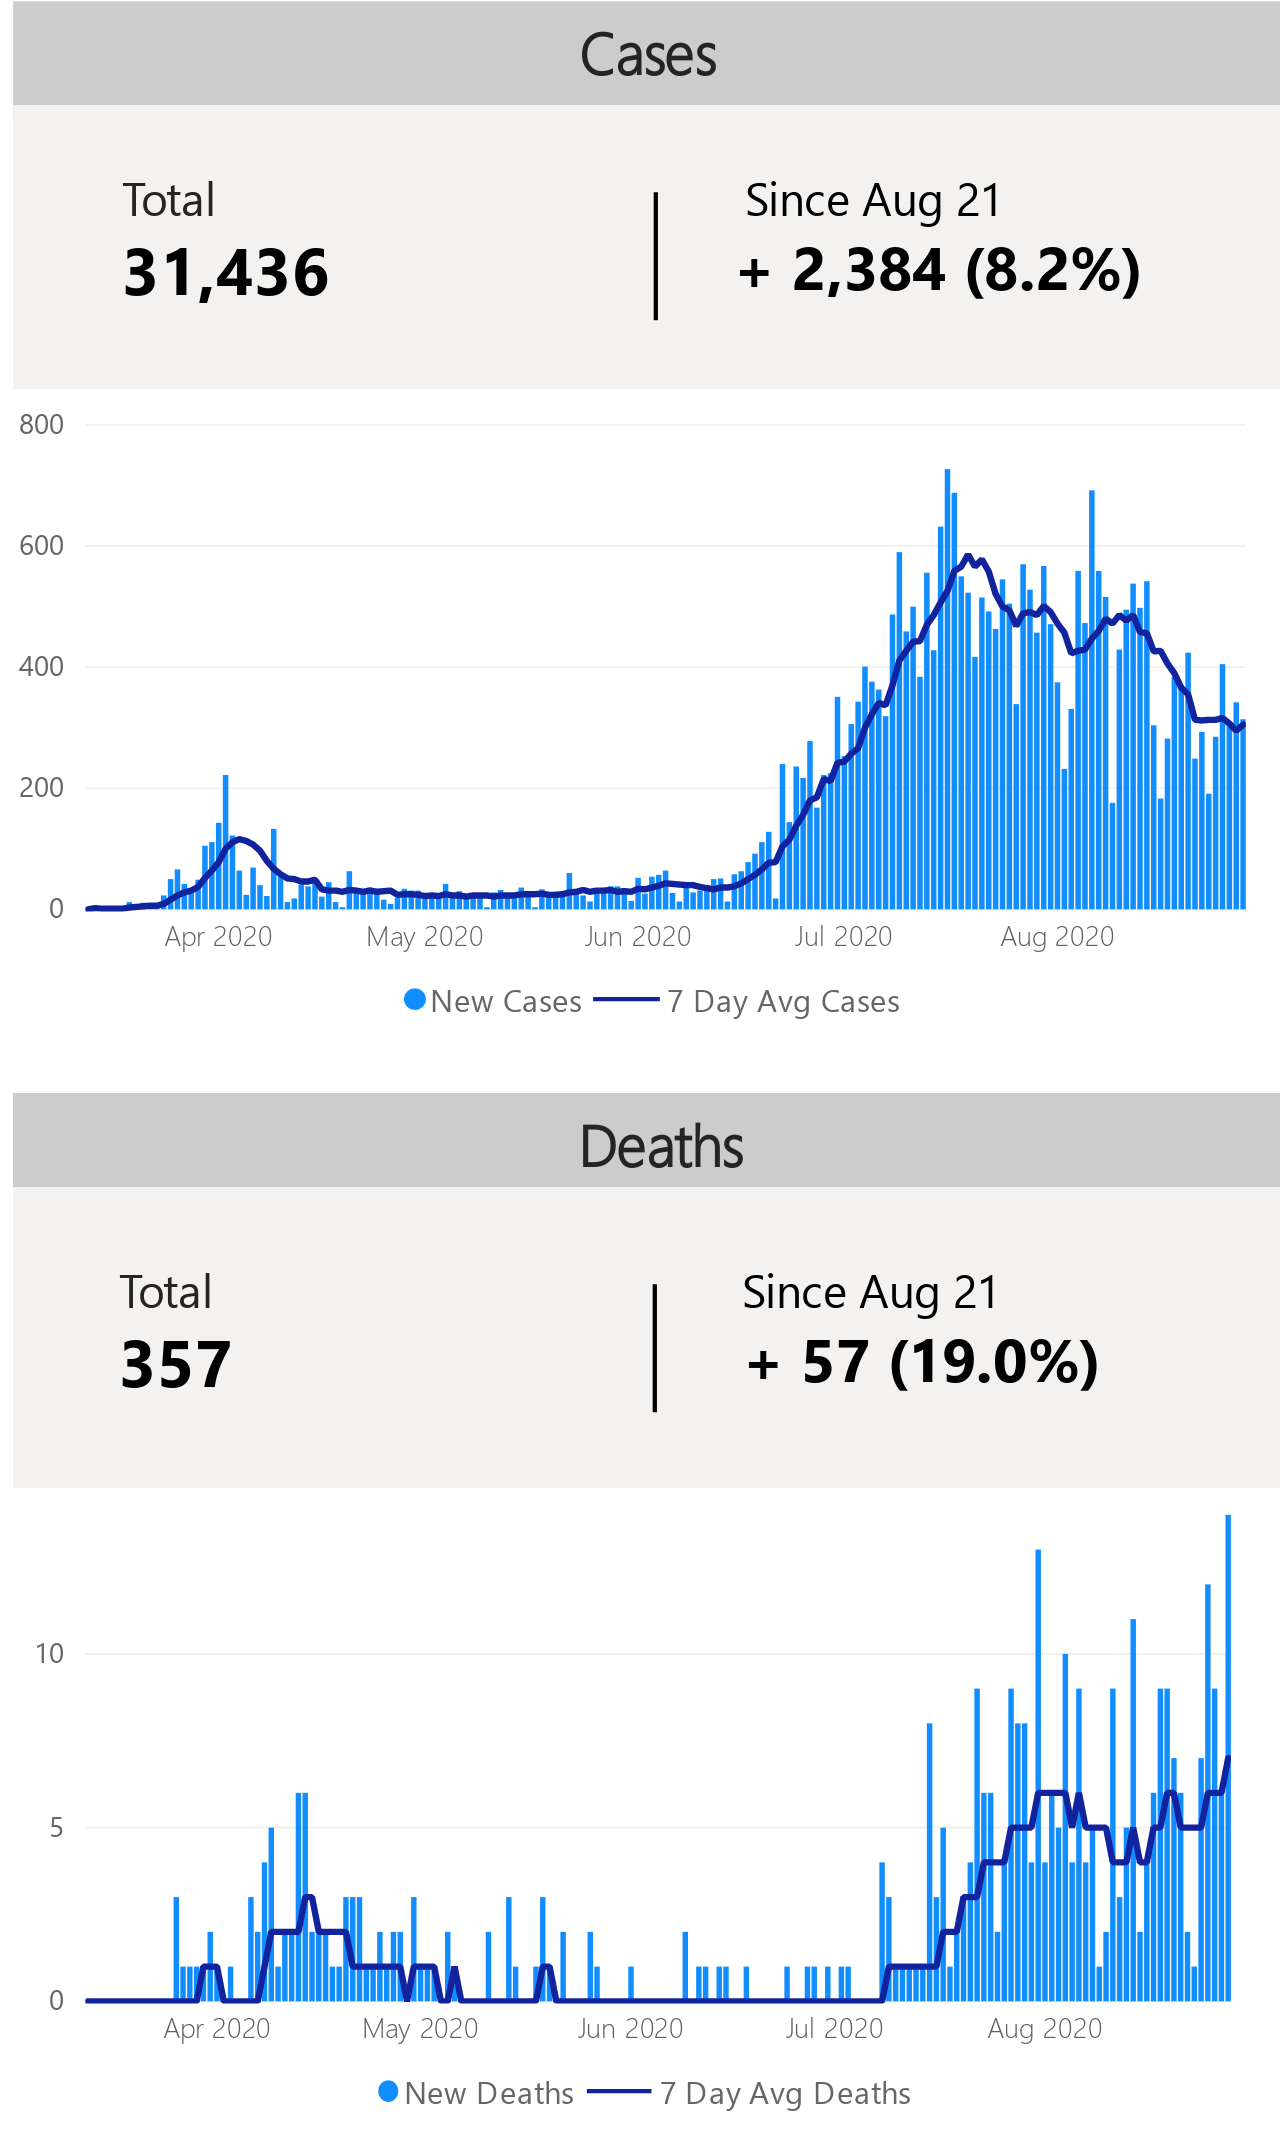 Cases
Total
Since Aug 21
31,436
+ 2,384 (8.2%)
800
600
400
200
0
Apr 2020 May 2020 Jun 2020 Jul 2020 Aug 2020
New Cases 7 Day Avg Cases
Deaths
Total
Since Aug 21
357
+ 57 (19.0%)
10
5
0
Apr 2020 May 2020 Jun 2020 Jul 2020 Aug 2020
New Deaths 7 Day Avg Deaths